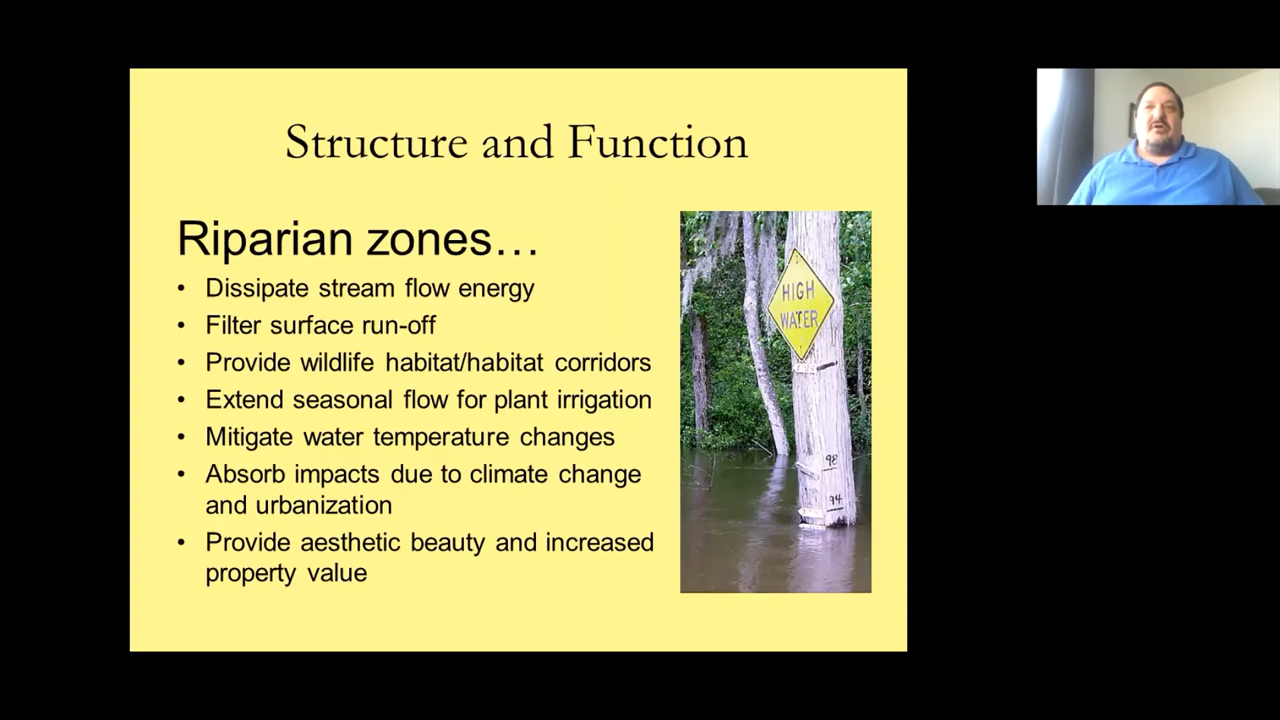 Structure and Function
Riparian zones…
• Dissipate stream flow energy
• Filter surface run-off
• Provide wildlife habitat/habitat corridors
• Extend seasonal flow for plant irrigation
• Mitigate water temperature changes
• Absorb impacts due to climate change
and urbanization
• Provide aesthetic beauty and increased
property value
HIGH
WATER
98
94